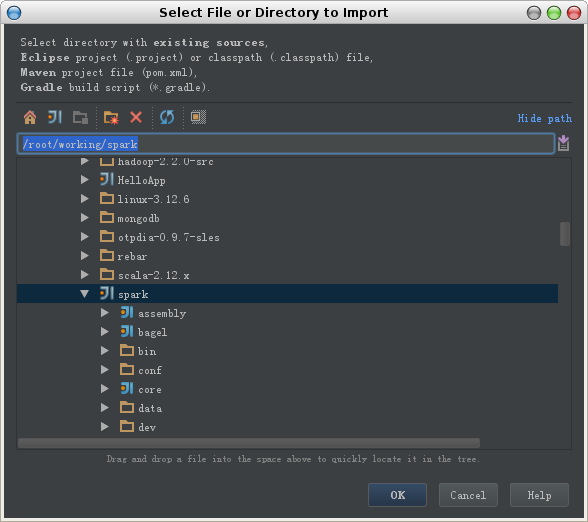 Select File or Directory to Import
Select directory with existing sources,
Eclipse project (.project) or classpath (.classpath) file,
Maven project file (pom.xml),
Gradle build script (*.gradle).
Hide path
/root/working/spark
hadoop-2.2.0-src
HelloApp
linux-3.12.6
mongodb
otpdia-0.9.7-sles
rebar
scala-2.12.x
spark
assembly
bagel
bin
conf
core
data
dev
Drag and drop a file into the space above to quickly locate it in the tree.
OK Cancel Help